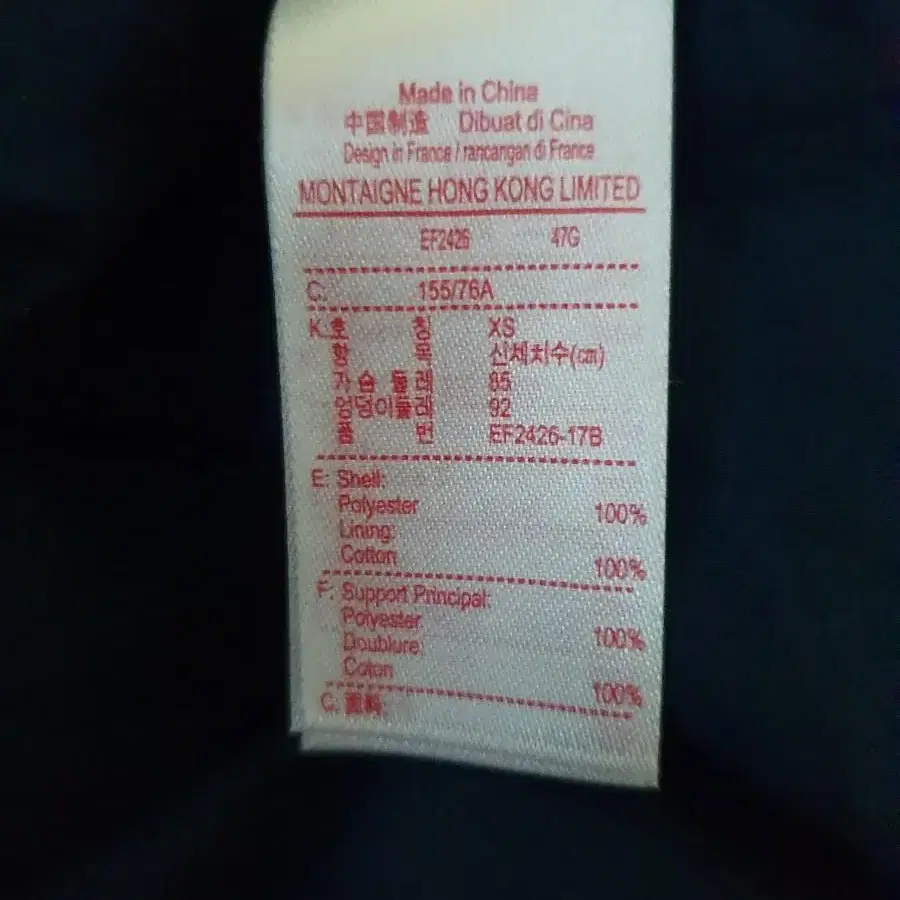 Made in China
中国制造 Dibuat di Cina
Design in France / rancangan di France
MONTAIGNE HONG KONG LIMITED
EF2426 47G
C: 155/76A
K:호 칭 XS
항 목 신체치수(cm)
가슴 둘레 85
엉덩이둘레 92
품 번 EF2426-17B
E: Shell:
Polyester 100%
Lining:
Cotton 100%
F: Support Principal:
Polyester 100%
Doublure:
Coton 100%
C: 面料: